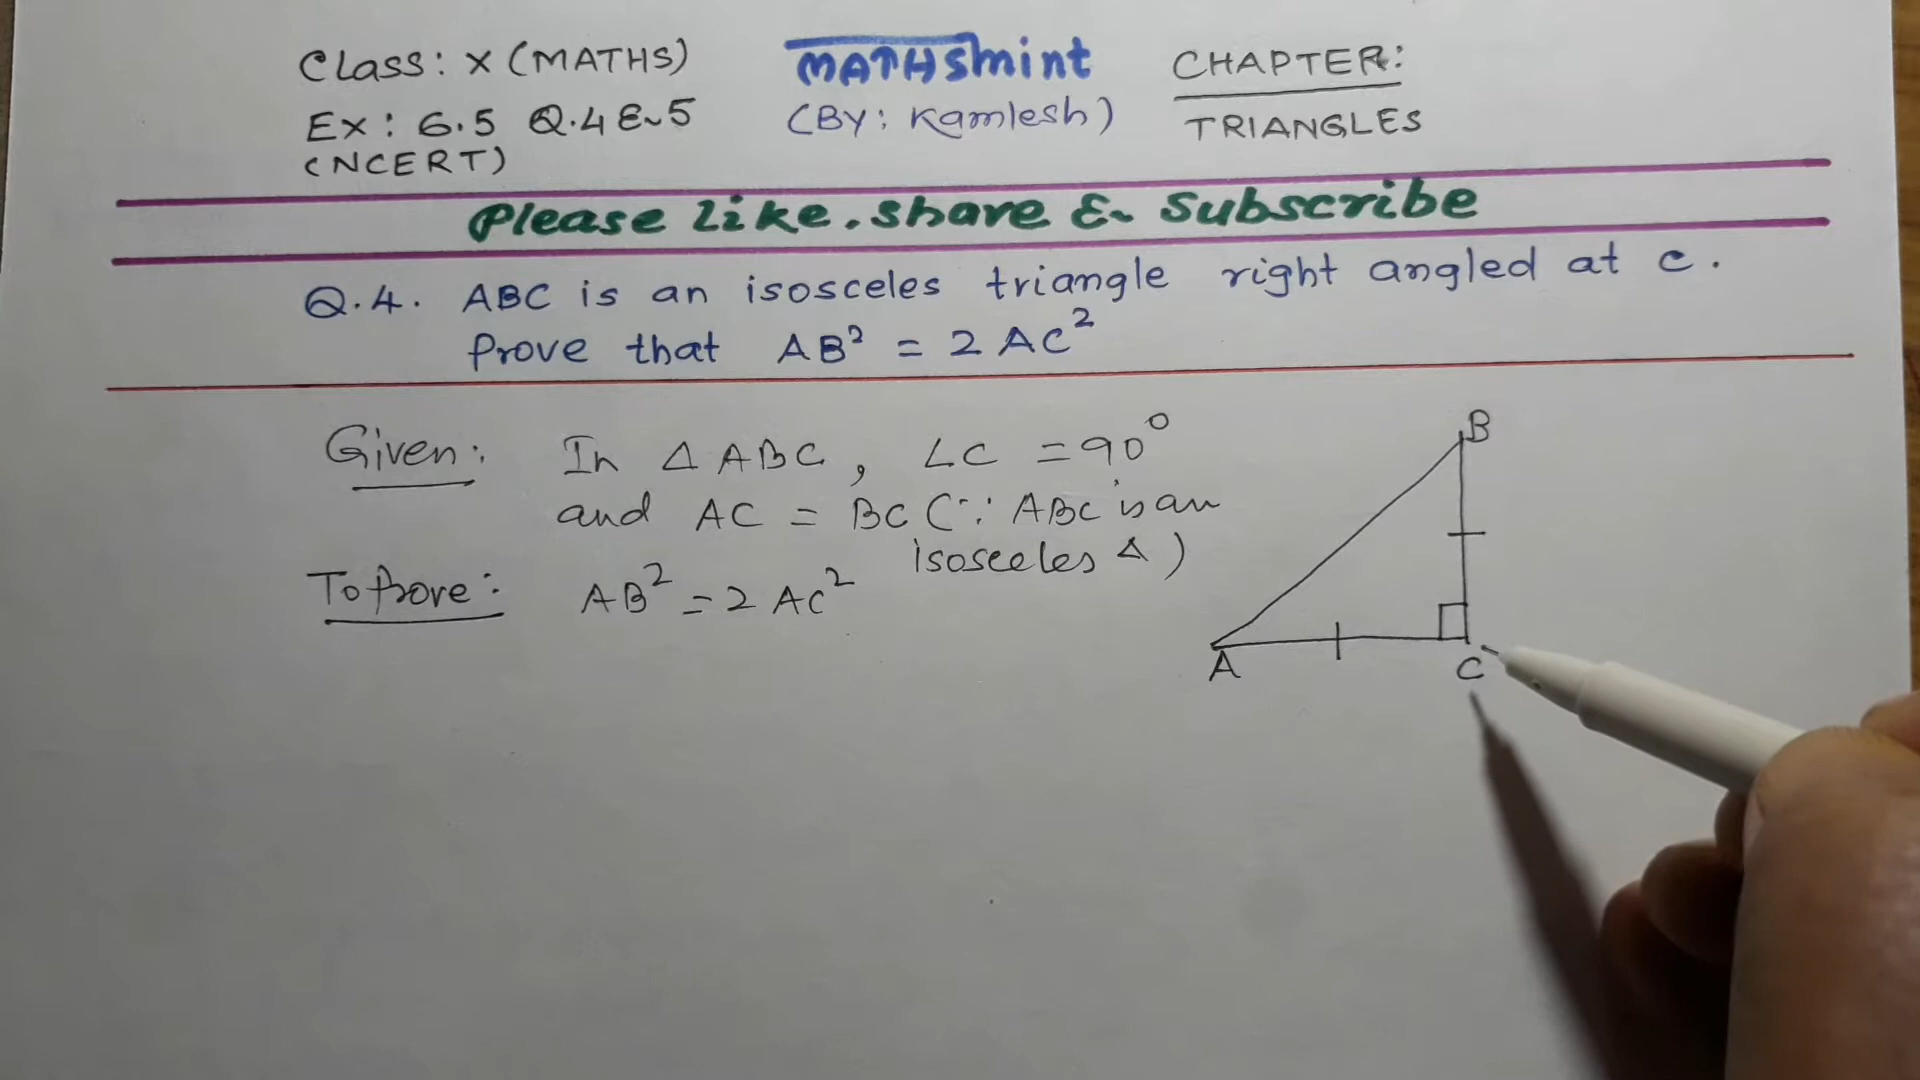 Class: X (MATHS)
Ex: 6.5 Q.4 & 5
(NCERT)
MATHSmint
(BY: Kamlesh)
CHAPTER:
TRIANGLES
Please Like. Share & Subscribe
Q.4. ABC is an isosceles triangle right angled at C.
Prove that AB² = 2AC²
Given: In △ABC, ∠C = 90°
and AC = BC (∵ ABC is an
isosceles △)
To Prove: AB² = 2AC²
B
A
C